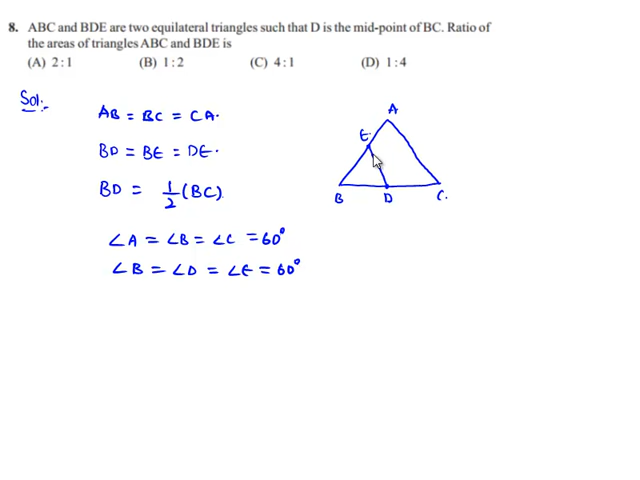 8. ABC and BDE are two equilateral triangles such that D is the mid-point of BC. Ratio of
the areas of triangles ABC and BDE is
(A) 2 : 1 (B) 1 : 2 (C) 4 : 1 (D) 1 : 4
Sol:-
AB = BC = CA.
BD = BE = DE.
BD = 1/2 (BC)
∠A = ∠B = ∠C = 60°
∠B = ∠D = ∠E = 60°
A
E
B D C